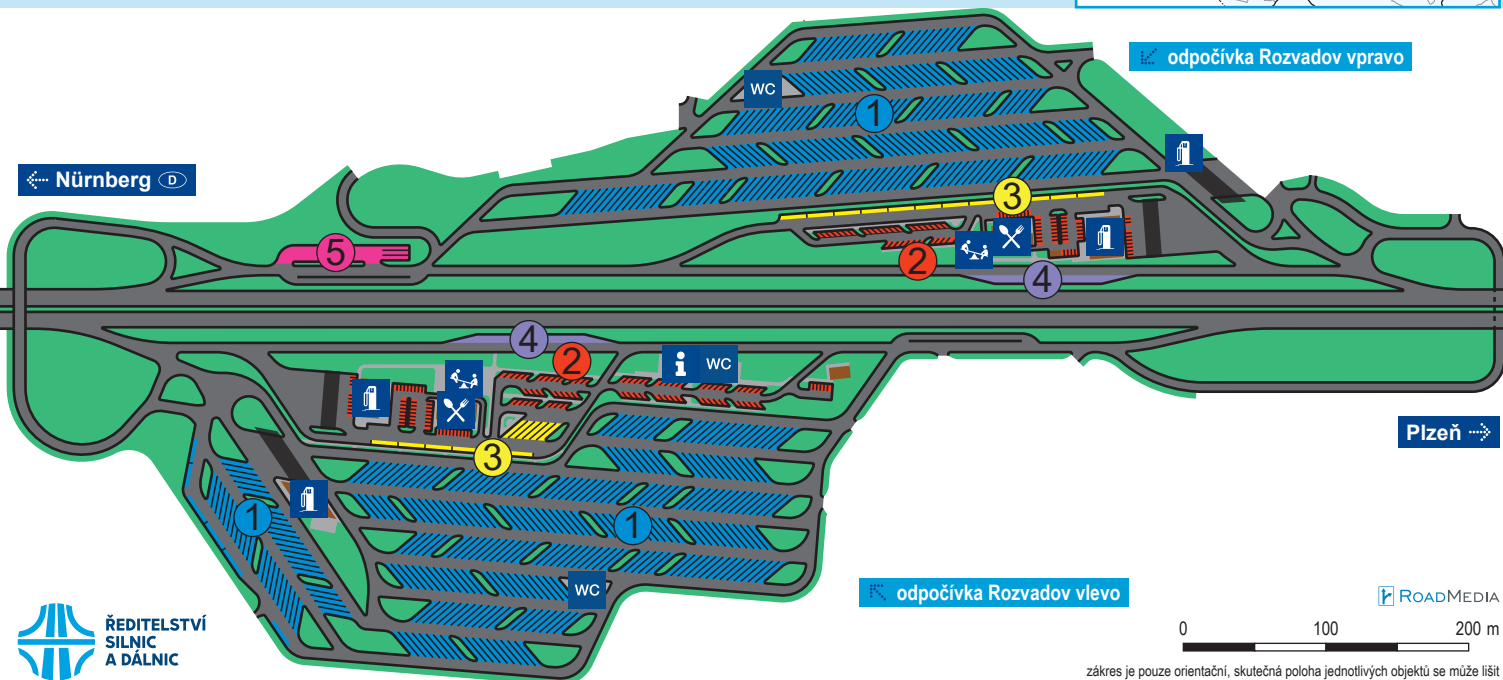 odpočívka Rozvadov vpravo
WC
1
Nürnberg D
3
5
2
4
4
2
i WC
Plzeň
3
1
1
WC
odpočívka Rozvadov vlevo
ROADMEDIA
ŘEDITELSTVÍ
SILNIC
A DÁLNIC
0 100 200 m
zákres je pouze orientační, skutečná poloha jednotlivých objektů se může lišit